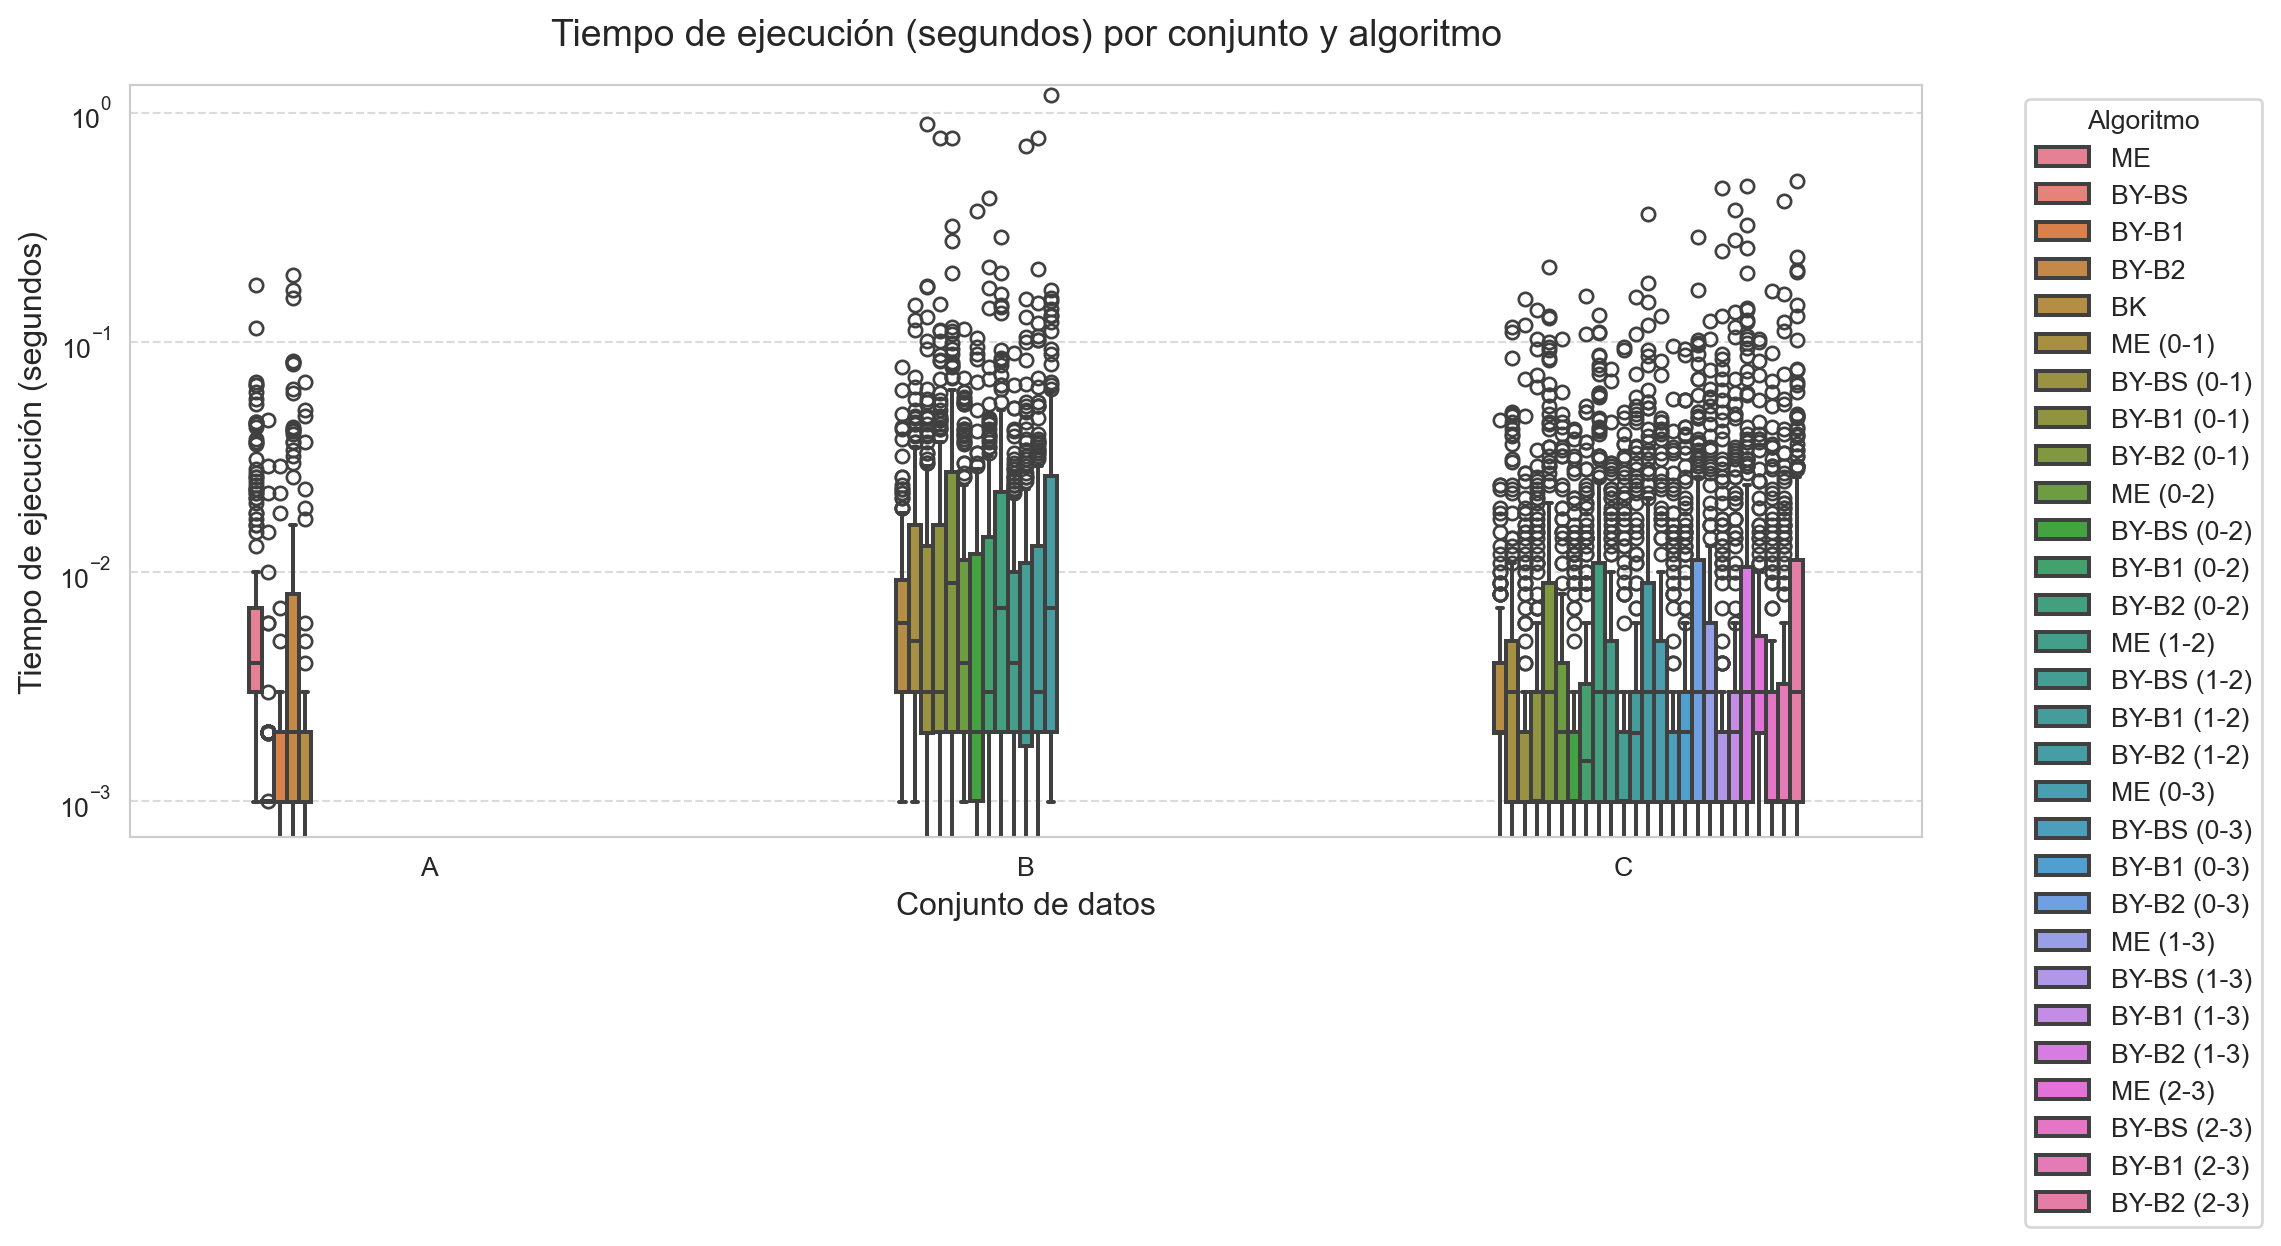 Tiempo de ejecución (segundos) por conjunto y algoritmo
Tiempo de ejecución (segundos)
10^0
10^-1
10^-2
10^-3
A
B
C
Conjunto de datos
Algoritmo
ME
BY-BS
BY-B1
BY-B2
BK
ME (0-1)
BY-BS (0-1)
BY-B1 (0-1)
BY-B2 (0-1)
ME (0-2)
BY-BS (0-2)
BY-B1 (0-2)
BY-B2 (0-2)
ME (1-2)
BY-BS (1-2)
BY-B1 (1-2)
BY-B2 (1-2)
ME (0-3)
BY-BS (0-3)
BY-B1 (0-3)
BY-B2 (0-3)
ME (1-3)
BY-BS (1-3)
BY-B1 (1-3)
BY-B2 (1-3)
ME (2-3)
BY-BS (2-3)
BY-B1 (2-3)
BY-B2 (2-3)